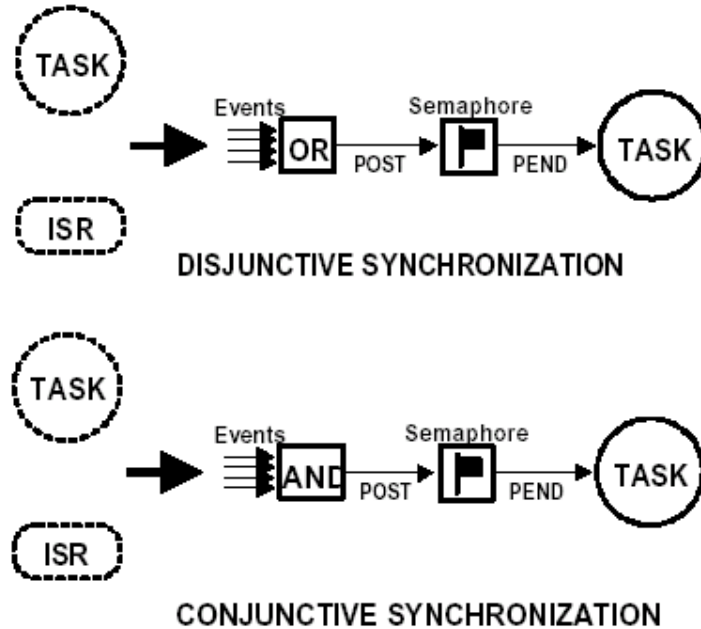 TASK
Events
Semaphore
OR
TASK
POST
PEND
ISR
DISJUNCTIVE SYNCHRONIZATION
TASK
Events
Semaphore
AND
TASK
POST
PEND
ISR
CONJUNCTIVE SYNCHRONIZATION